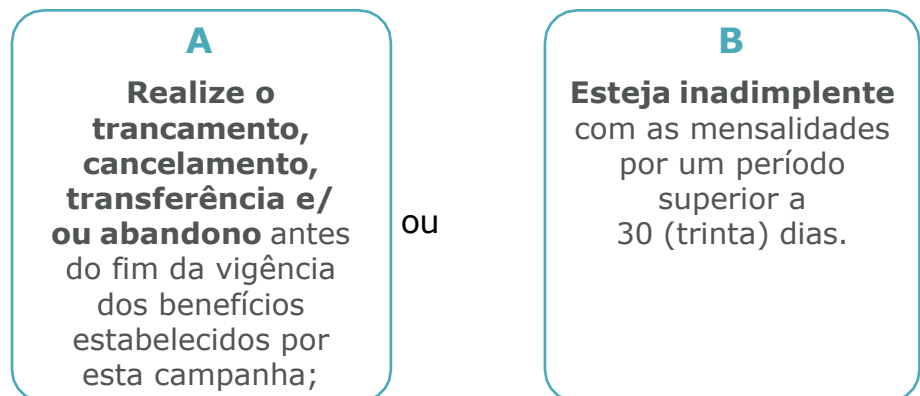 A
Realize o
trancamento,
cancelamento,
transferência e/
ou abandono antes
do fim da vigência
dos benefícios
estabelecidos por
esta campanha;
ou
B
Esteja inadimplente
com as mensalidades
por um período
superior a
30 (trinta) dias.